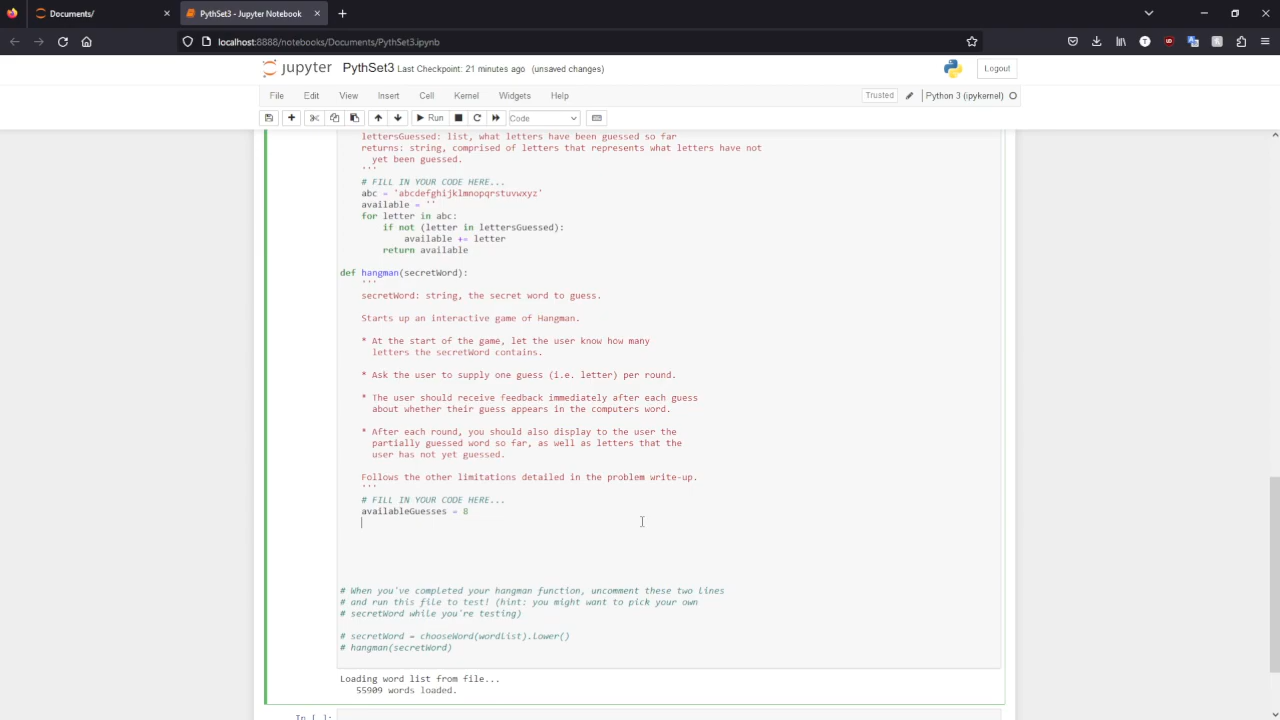 Documents/
PythSet3 - Jupyter Notebook
localhost:8888/notebooks/Documents/PythSet3.ipynb
jupyter PythSet3 Last Checkpoint: 21 minutes ago (unsaved changes)
Logout
File Edit View Insert Cell Kernel Widgets Help
Trusted Python 3 (ipykernel)
Run Code
lettersGuessed: list, what letters have been guessed so far
returns: string, comprised of letters that represents what letters have not
yet been guessed.
'''
# FILL IN YOUR CODE HERE...
abc = 'abcdefghijklmnopqrstuvwxyz'
available = ''
for letter in abc:
if not (letter in lettersGuessed):
available += letter
return available
def hangman(secretWord):
'''
secretWord: string, the secret word to guess.
Starts up an interactive game of Hangman.
* At the start of the game, let the user know how many
letters the secretWord contains.
* Ask the user to supply one guess (i.e. letter) per round.
* The user should receive feedback immediately after each guess
about whether their guess appears in the computers word.
* After each round, you should also display to the user the
partially guessed word so far, as well as letters that the
user has not yet guessed.
Follows the other limitations detailed in the problem write-up.
'''
# FILL IN YOUR CODE HERE...
availableGuesses = 8
# When you've completed your hangman function, uncomment these two lines
# and run this file to test! (hint: you might want to pick your own
# secretWord while you're testing)
# secretWord = chooseWord(wordlist).lower()
# hangman(secretWord)
Loading word list from file...
55909 words loaded.
In [ ]: